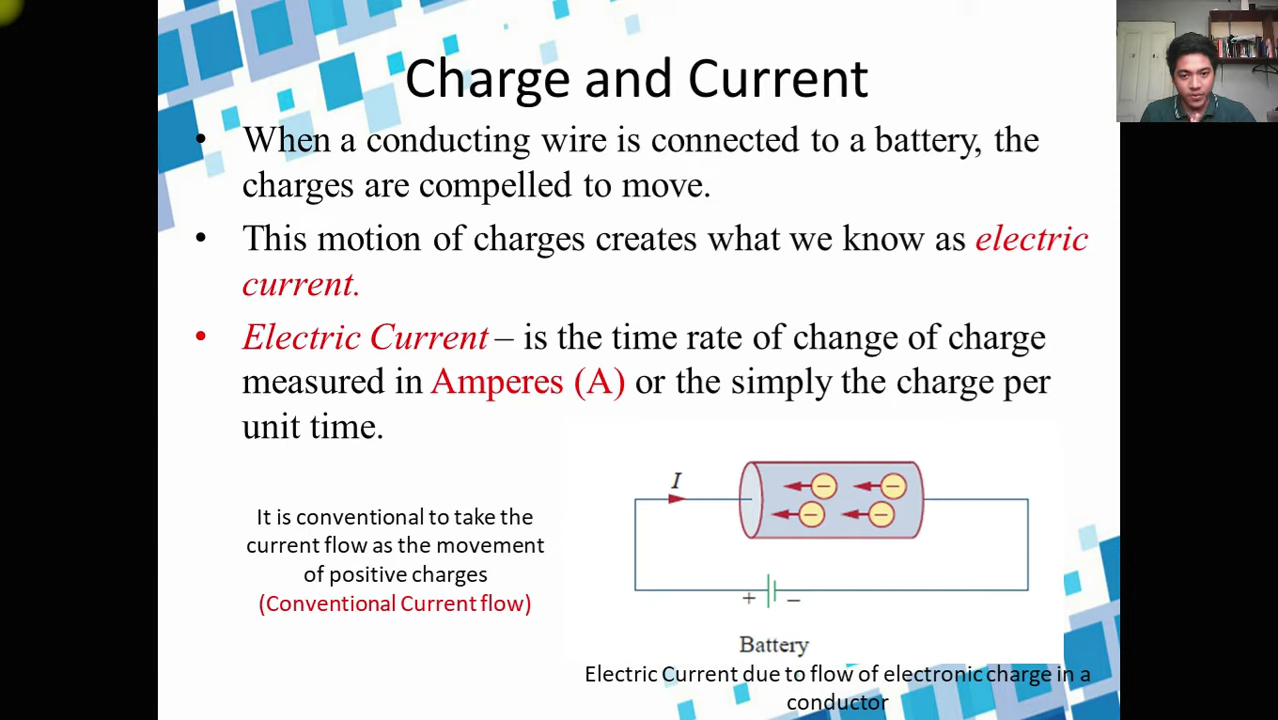 Charge and Current
• When a conducting wire is connected to a battery, the
charges are compelled to move.
• This motion of charges creates what we know as electric
current.
• Electric Current – is the time rate of change of charge
measured in Amperes (A) or the simply the charge per
unit time.
It is conventional to take the
current flow as the movement
of positive charges
(Conventional Current flow)
I
− −
− −
+ −
Battery
Electric Current due to flow of electronic charge in a
conductor